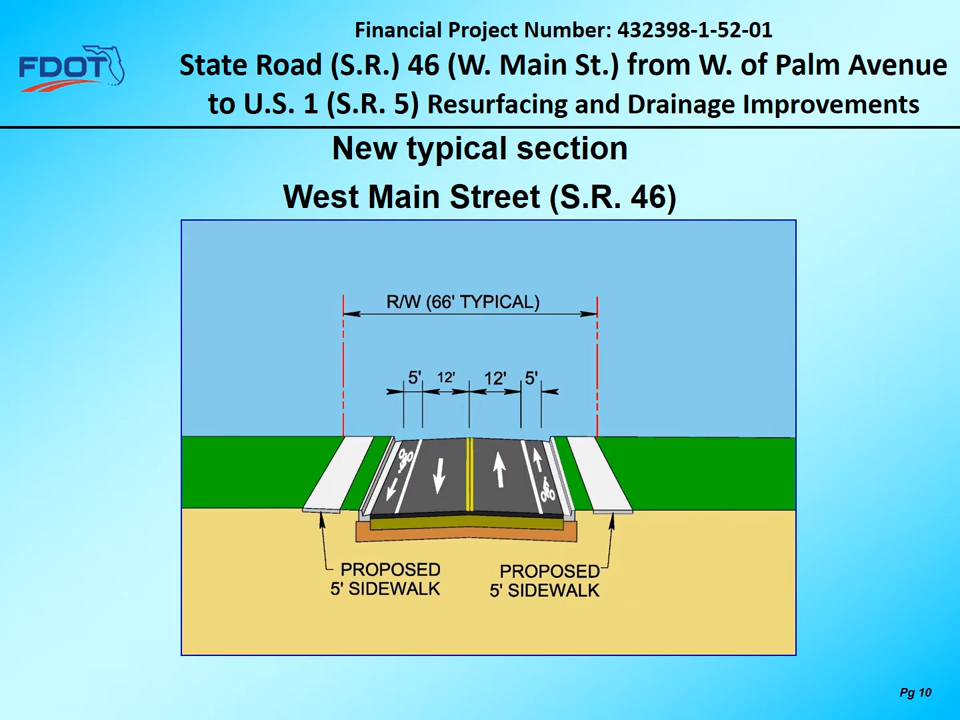 Financial Project Number: 432398-1-52-01
FDOT
State Road (S.R.) 46 (W. Main St.) from W. of Palm Avenue
to U.S. 1 (S.R. 5) Resurfacing and Drainage Improvements
New typical section
West Main Street (S.R. 46)
R/W (66' TYPICAL)
5' 12' 12' 5'
PROPOSED
5' SIDEWALK
PROPOSED
5' SIDEWALK
Pg 10